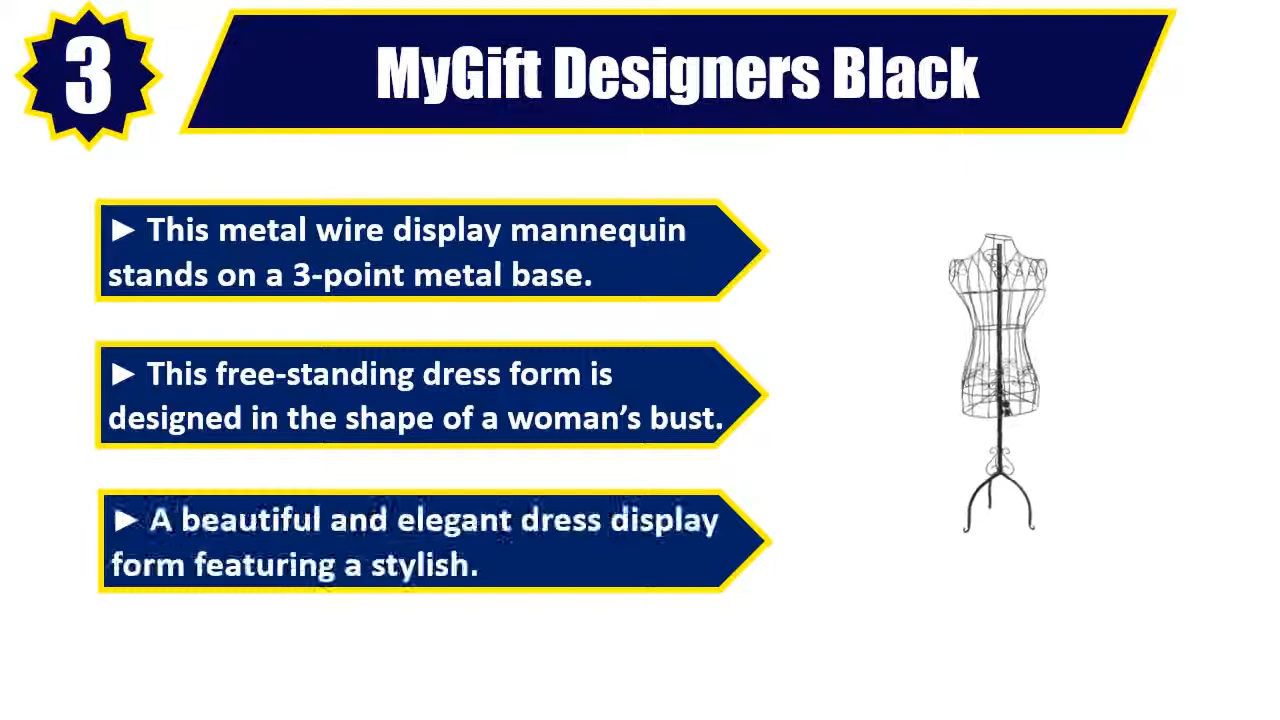 3
MyGift Designers Black
► This metal wire display mannequin
stands on a 3-point metal base.
► This free-standing dress form is
designed in the shape of a woman’s bust.
► A beautiful and elegant dress display
form featuring a stylish.